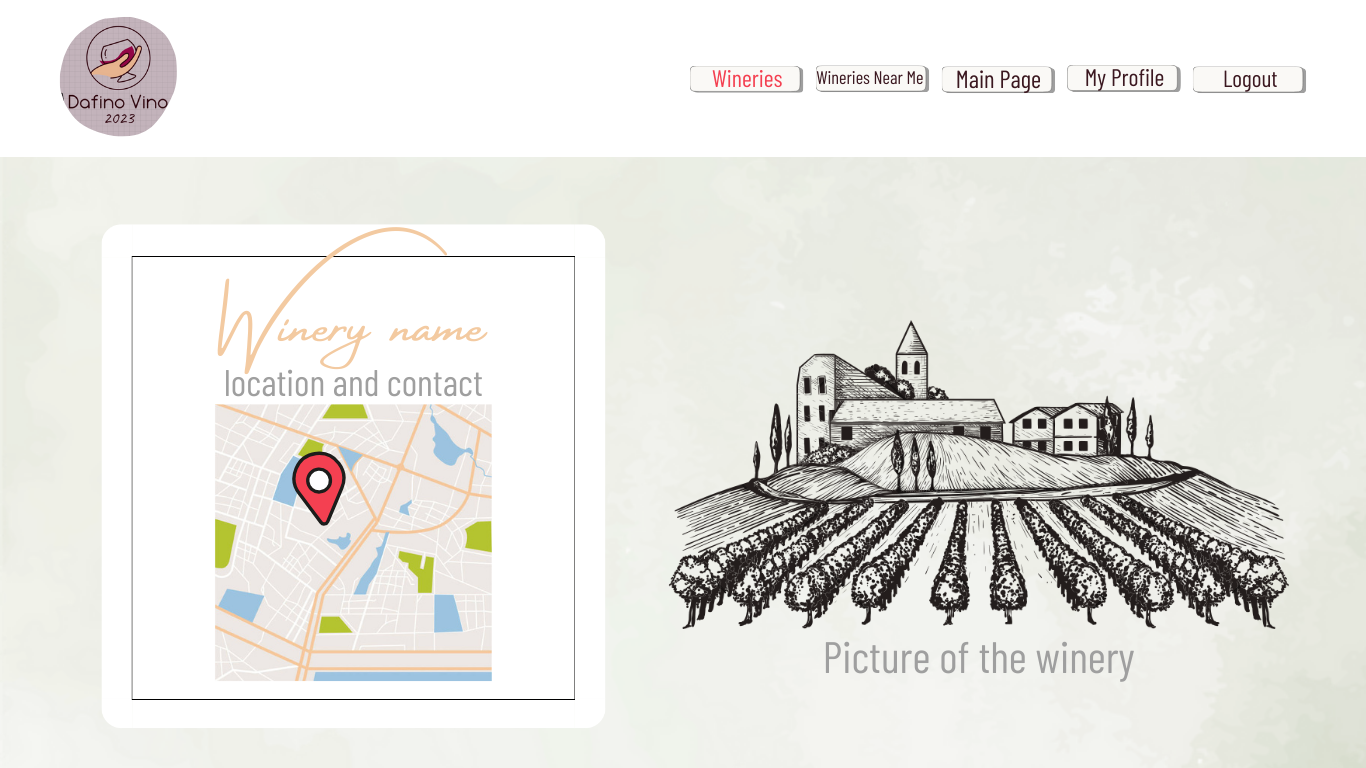 Dafino Vino
2023
Wineries
Wineries Near Me
Main Page
My Profile
Logout
Winery name
location and contact
Picture of the winery